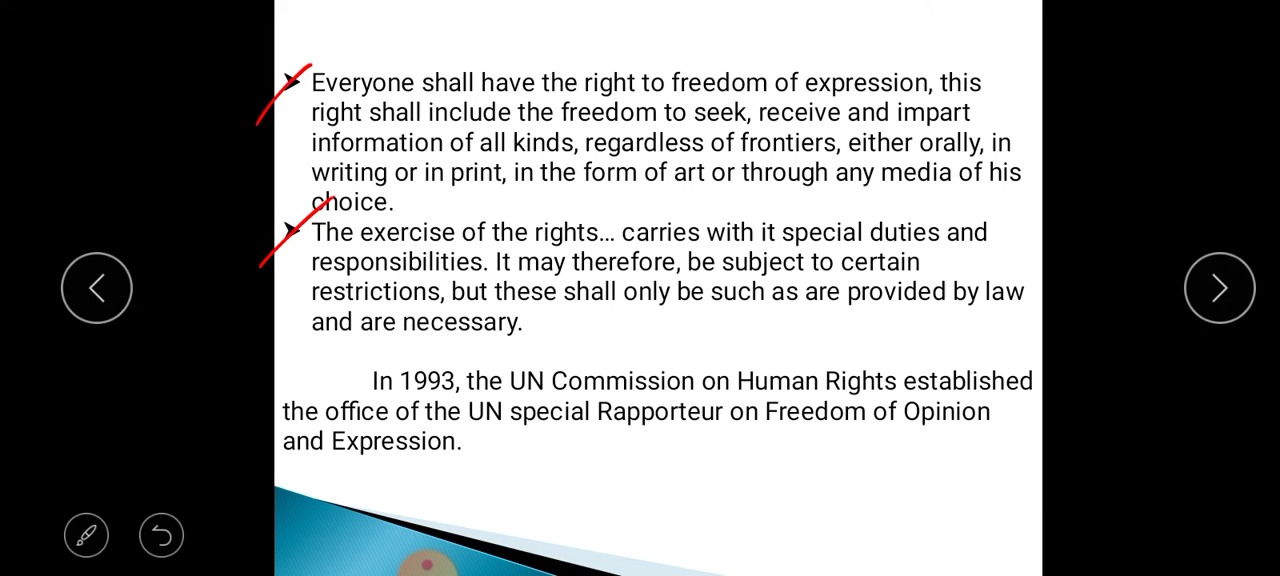 Everyone shall have the right to freedom of expression, this
right shall include the freedom to seek, receive and impart
information of all kinds, regardless of frontiers, either orally, in
writing or in print, in the form of art or through any media of his
choice.
The exercise of the rights... carries with it special duties and
responsibilities. It may therefore, be subject to certain
restrictions, but these shall only be such as are provided by law
and are necessary.
In 1993, the UN Commission on Human Rights established
the office of the UN special Rapporteur on Freedom of Opinion
and Expression.